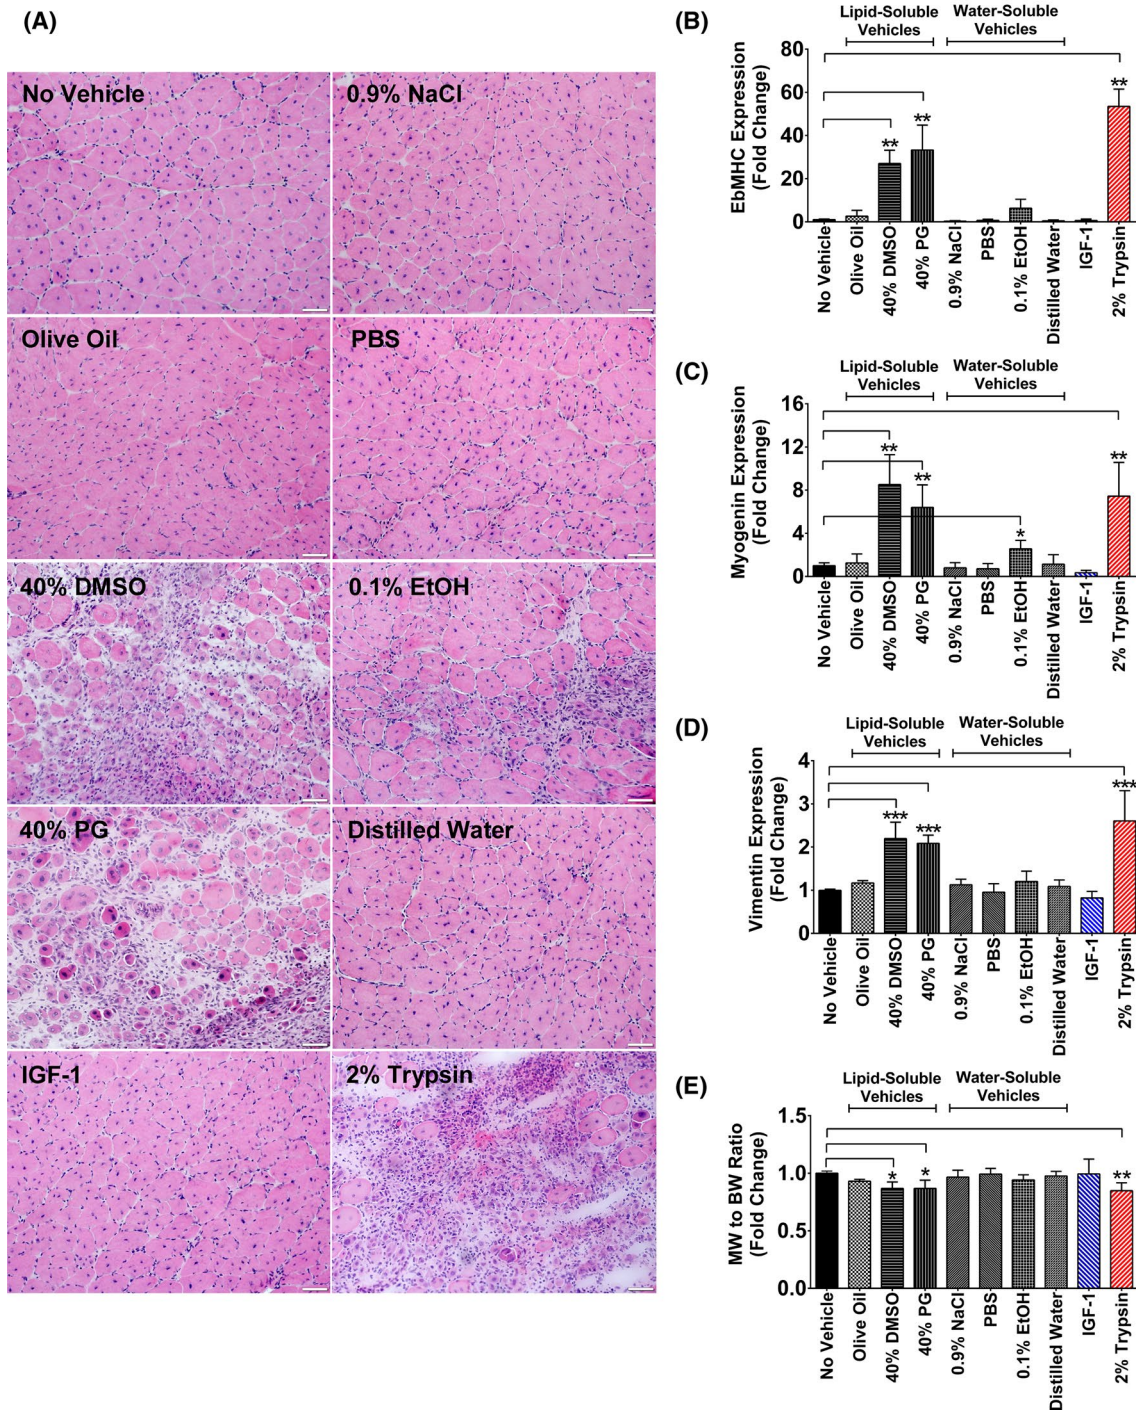 (A)
No Vehicle
0.9% NaCl
Olive Oil
PBS
40% DMSO
0.1% EtOH
40% PG
Distilled Water
IGF-1
2% Trypsin
(B)
Lipid-Soluble
Vehicles
Water-Soluble
Vehicles
EbMHC Expression
(Fold Change)
80
60
40
20
0
**
**
**
No Vehicle
Olive Oil
40% DMSO
40% PG
0.9% NaCl
PBS
0.1% EtOH
Distilled Water
IGF-1
2% Trypsin
(C)
Lipid-Soluble
Vehicles
Water-Soluble
Vehicles
Myogenin Expression
(Fold Change)
16
12
8
4
0
**
**
*
**
No Vehicle
Olive Oil
40% DMSO
40% PG
0.9% NaCl
PBS
0.1% EtOH
Distilled Water
IGF-1
2% Trypsin
(D)
Lipid-Soluble
Vehicles
Water-Soluble
Vehicles
Vimentin Expression
(Fold Change)
4
3
2
1
0
***
***
***
No Vehicle
Olive Oil
40% DMSO
40% PG
0.9% NaCl
PBS
0.1% EtOH
Distilled Water
IGF-1
2% Trypsin
(E)
Lipid-Soluble
Vehicles
Water-Soluble
Vehicles
MW to BW Ratio
(Fold Change)
1.5
1.0
0.5
0.0
*
*
**
No Vehicle
Olive Oil
40% DMSO
40% PG
0.9% NaCl
PBS
0.1% EtOH
Distilled Water
IGF-1
2% Trypsin